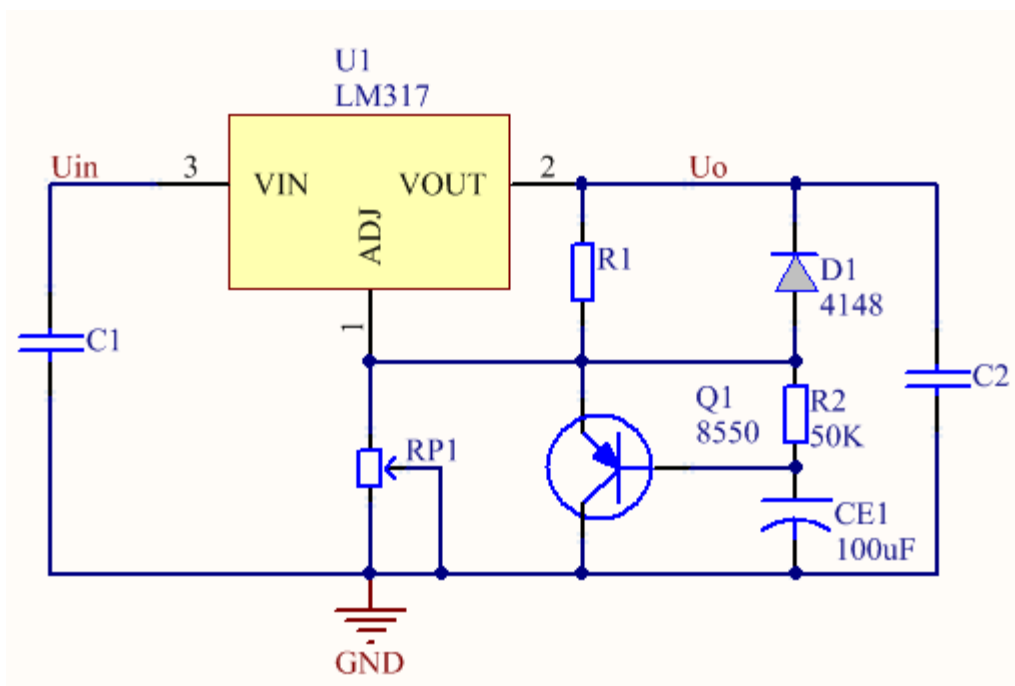 U1
LM317
Uin
3
VIN
VOUT
2
Uo
ADJ
1
R1
D1
4148
C1
C2
Q1
8550
R2
50K
RP1
CE1
100uF
GND